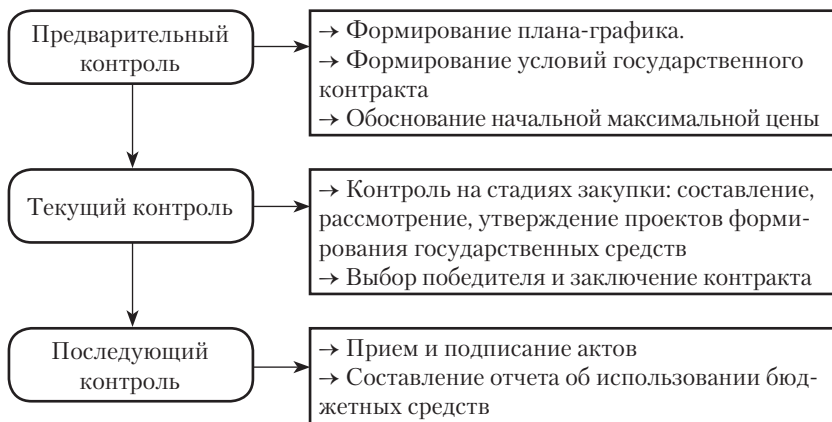 Предварительный
контроль
→ Формирование плана-графика.
→ Формирование условий государственного
контракта
→ Обоснование начальной максимальной цены
Текущий контроль
→ Контроль на стадиях закупки: составление,
рассмотрение, утверждение проектов форми-
рования государственных средств
→ Выбор победителя и заключение контракта
Последующий
контроль
→ Прием и подписание актов
→ Составление отчета об использовании бюд-
жетных средств